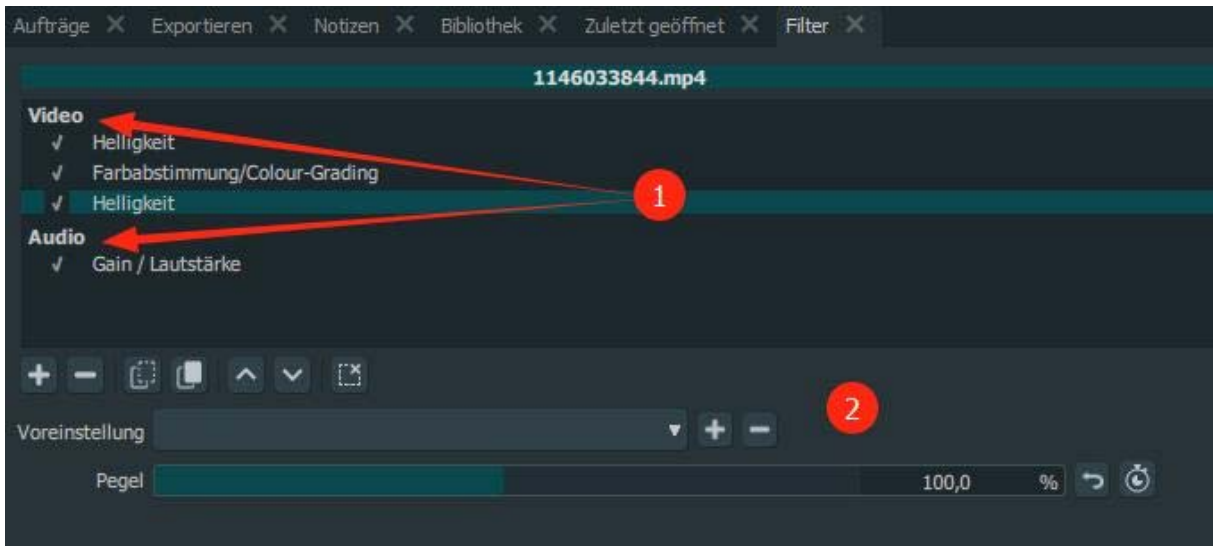 Aufträge Exportieren Notizen Bibliothek Zuletzt geöffnet Filter
1146033844.mp4
Video
Helligkeit
Farbabstimmung/Colour-Grading
Helligkeit
1
Audio
Gain / Lautstärke
2
Voreinstellung
Pegel 100,0 %